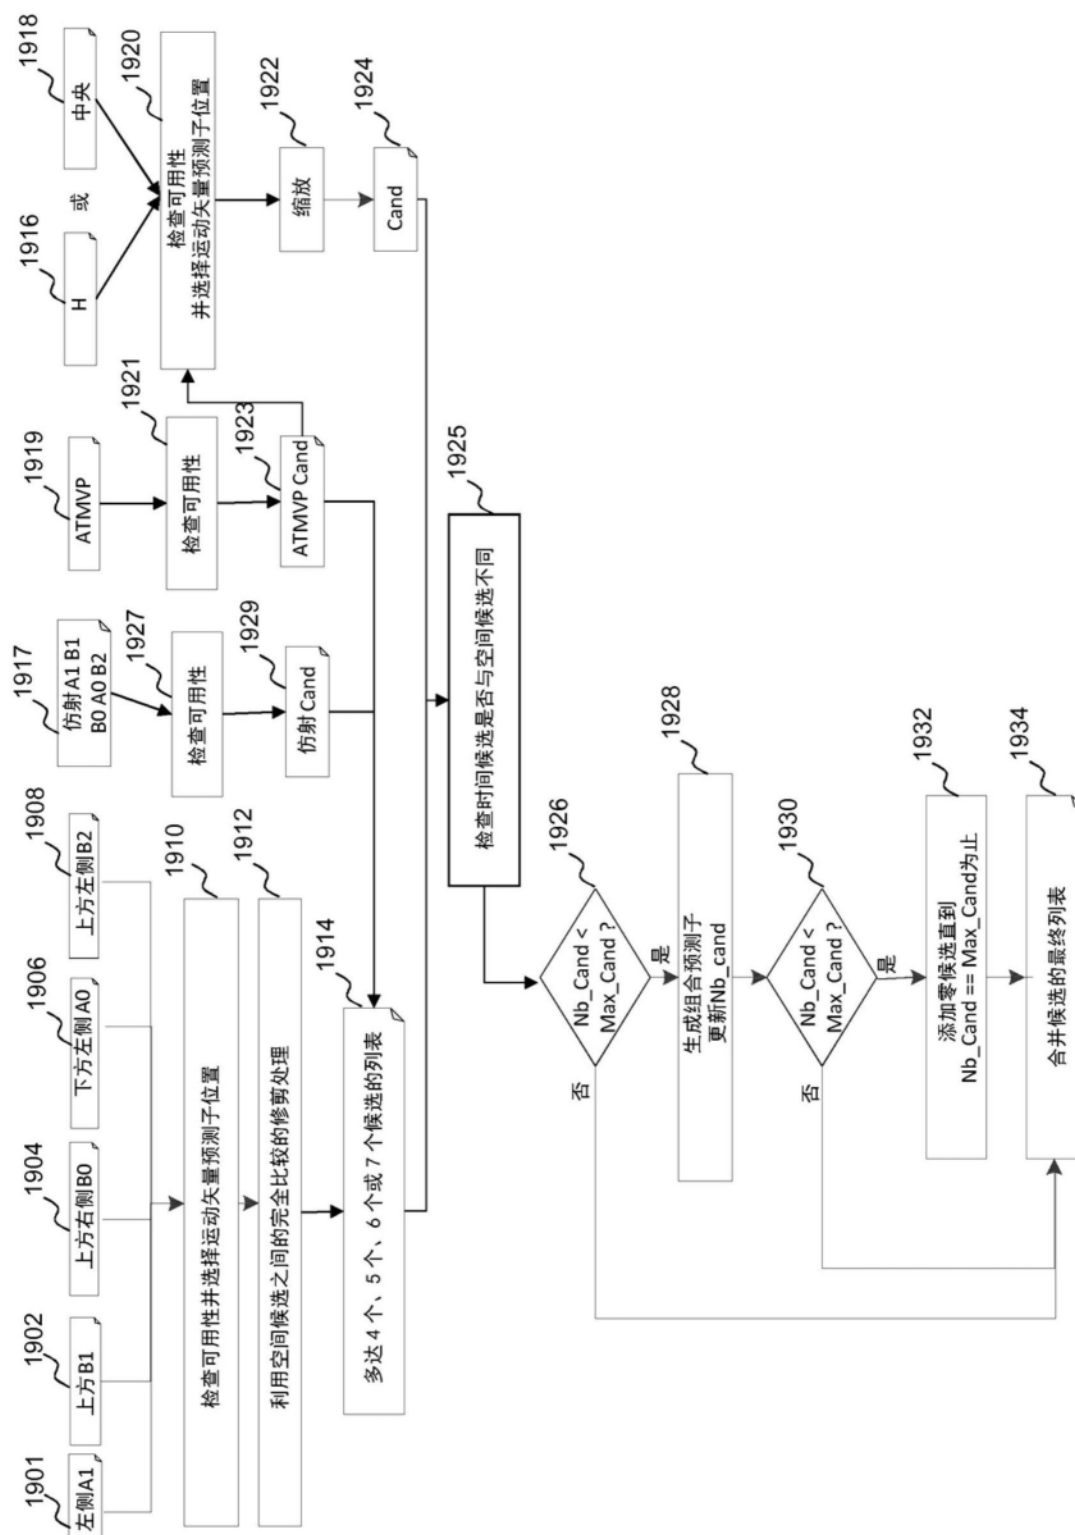 1901
左侧A1
1902
上方B1
1904
上方右侧B0
1906
下方左侧A0
1908
上方左侧B2
1917
仿射A1 B1
B0 A0 B2
1919
ATMVP
1916
H
或
1918
中央
1910
检查可用性并选择运动矢量预测子位置
1912
利用空间候选之间的完全比较的修剪处理
1914
多达4个、5个、6个或7个候选的列表
1927
检查可用性
1929
仿射Cand
1921
检查可用性
1923
ATMVP Cand
1920
检查可用性
并选择运动矢量预测子位置
1922
缩放
1924
Cand
1925
检查时间候选是否与空间候选不同
1926
Nb_Cand <
Max_Cand ?
否
是
1928
生成组合预测子
更新Nb_cand
1930
Nb_Cand <
Max_Cand ?
否
是
1932
添加零候选直到
Nb_Cand == Max_Cand为止
1934
合并候选的最终列表